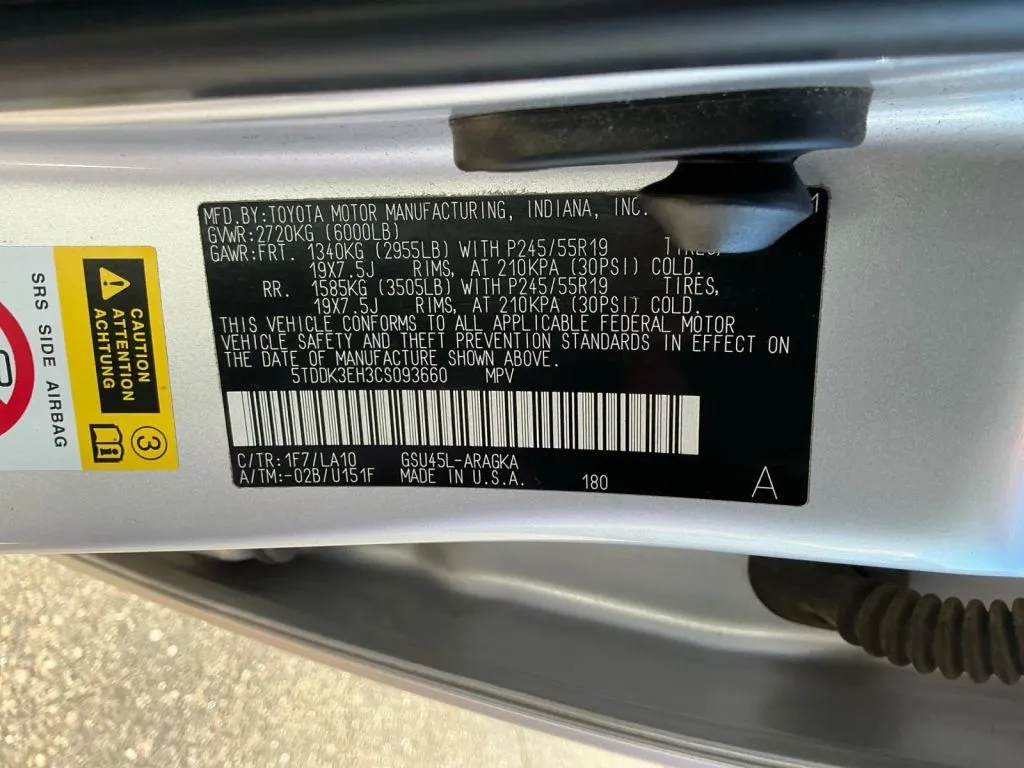 MFD.BY:TOYOTA MOTOR MANUFACTURING, INDIANA, INC.
GVWR:2720KG (6000LB)
GAWR:FRT. 1340KG (2955LB) WITH P245/55R19 TIRES,
19X7.5J RIMS, AT 210KPA (30PSI) COLD.
RR. 1585KG (3505LB) WITH P245/55R19 TIRES,
19X7.5J RIMS, AT 210KPA (30PSI) COLD.
THIS VEHICLE CONFORMS TO ALL APPLICABLE FEDERAL MOTOR
VEHICLE SAFETY AND THEFT PREVENTION STANDARDS IN EFFECT ON
THE DATE OF MANUFACTURE SHOWN ABOVE.
5TDDK3EH3CS093660 MPV
C/TR:1F7/LA10 GSU45L-ARAGKA
A/TM:-02B/U151F MADE IN U.S.A. 180 A
CAUTION
ATTENTION
ACHTUNG
3
SRS SIDE AIRBAG